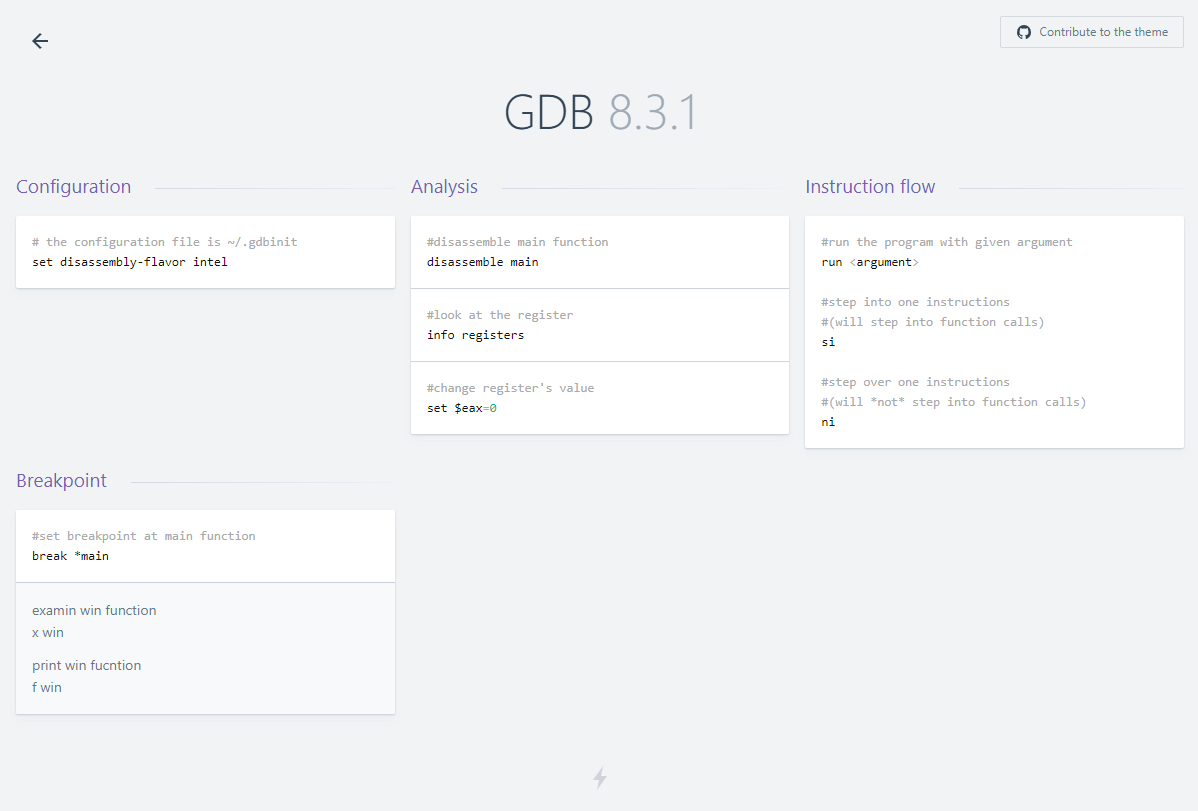 Contribute to the theme
GDB 8.3.1
Configuration
# the configuration file is ~/.gdbinit
set disassembly-flavor intel
Analysis
#disassemble main function
disassemble main
#look at the register
info registers
#change register's value
set $eax=0
Instruction flow
#run the program with given argument
run <argument>
#step into one instructions
#(will step into function calls)
si
#step over one instructions
#(will *not* step into function calls)
ni
Breakpoint
#set breakpoint at main function
break *main
examin win function
x win
print win fucntion
f win